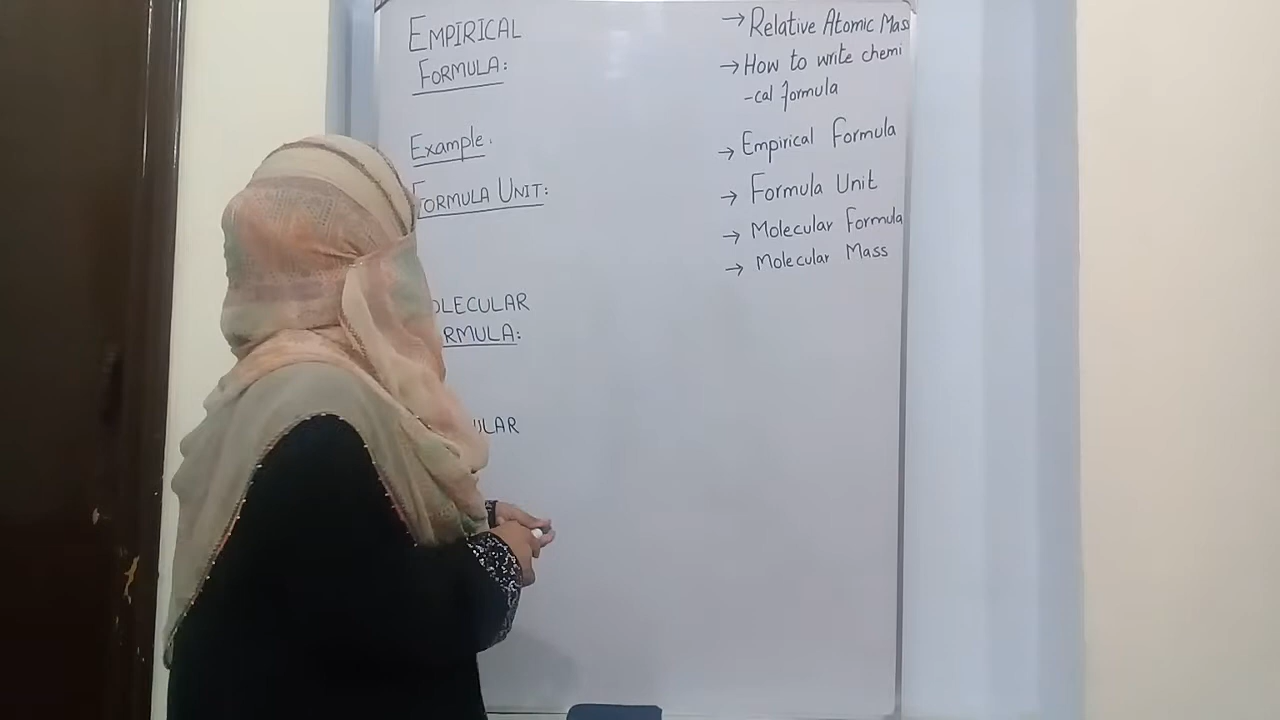 EMPIRICAL
FORMULA:
Example:
FORMULA UNIT:
OLECULAR
RMULA:
ULAR
→ Relative Atomic Mass
→ How to write chemi
-cal formula
→ Empirical Formula
→ Formula Unit
→ Molecular Formula
→ Molecular Mass